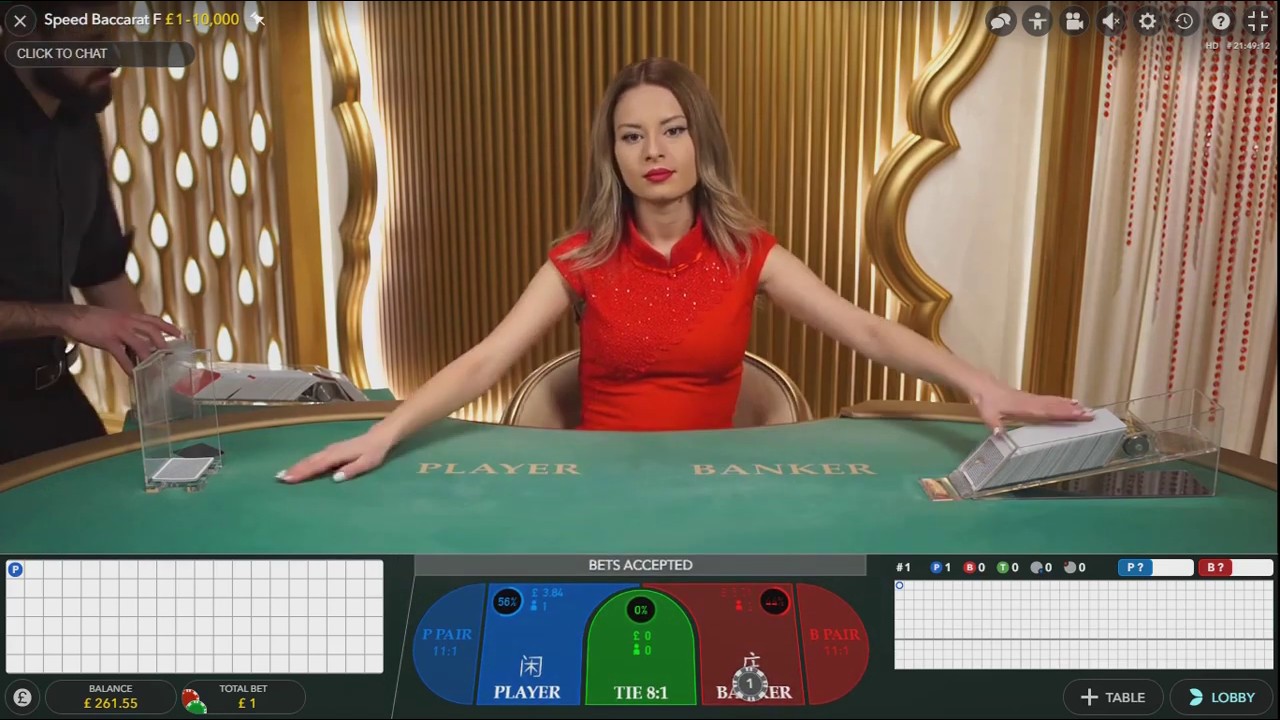 Speed Baccarat F £1-10,000
CLICK TO CHAT
HD # 21:49:12
PLAYER BANKER
BETS ACCEPTED
P
#1 P 1 B 0 T 0 0 0 P ? B ?
56% £ 3.84
1
0%
£ 0
0
P PAIR
11:1
闲
PLAYER
TIE 8:1
庄
1
B PAIR
11:1
£
BALANCE
£ 261.55
TOTAL BET
£ 1
TABLE
LOBBY